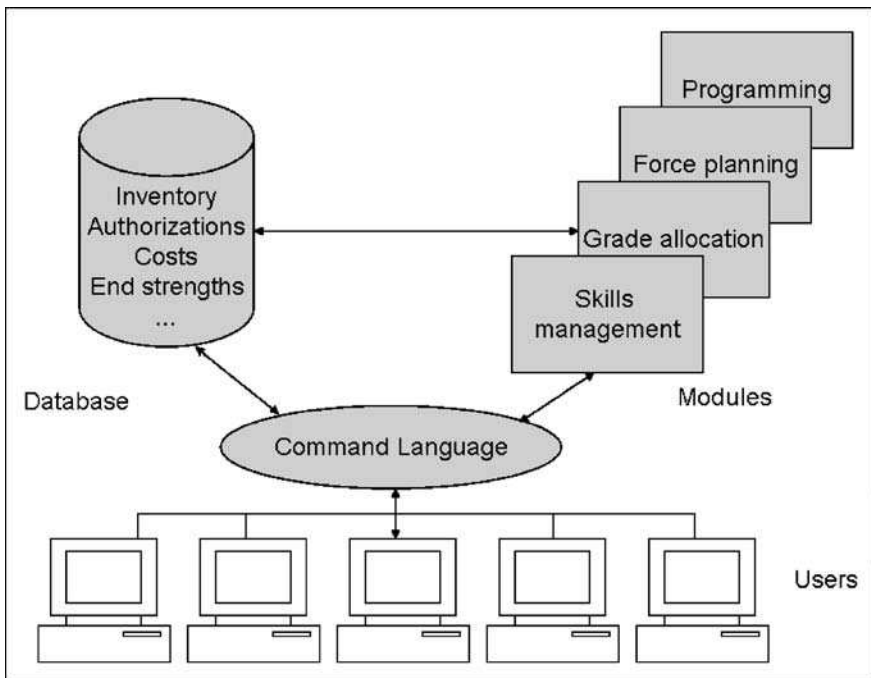 Programming
Force planning
Grade allocation
Skills
management
Inventory
Authorizations
Costs
End strengths
...
Database
Modules
Command Language
Users